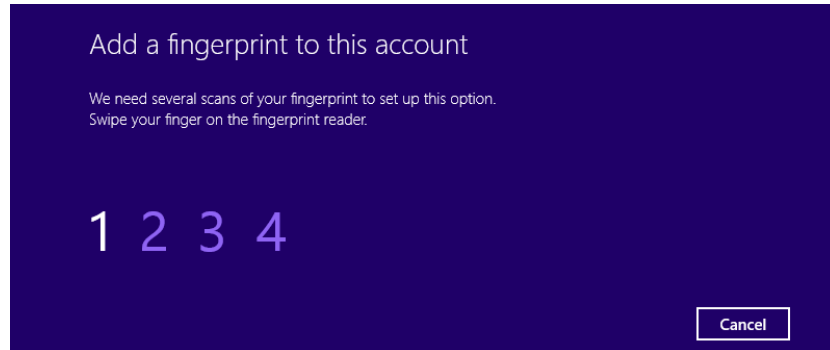 Add a fingerprint to this account
We need several scans of your fingerprint to set up this option.
Swipe your finger on the fingerprint reader.
1 2 3 4
Cancel